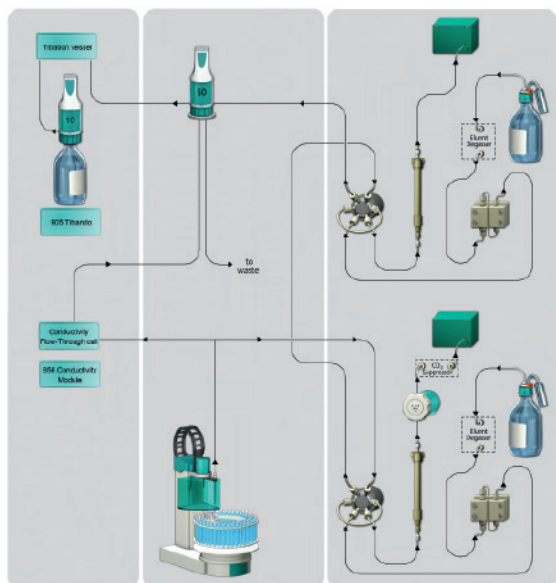 Titration Vessel
50
10
Eluent
Degasser
905 Titrando
to
waste
Conductivity
Flow-Through cell
856 Conductivity
Module
CO2
Suppressor
Eluent
Degasser